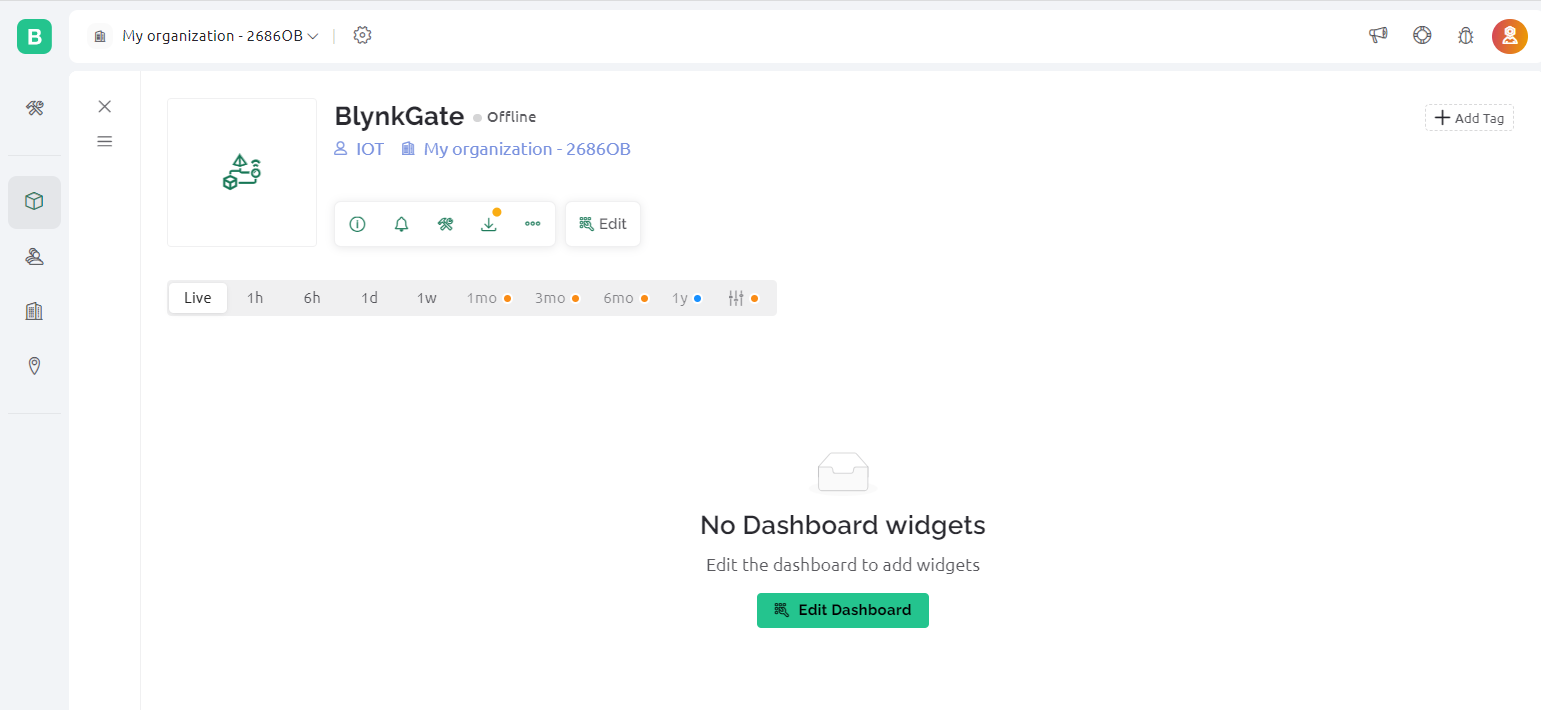 B
My organization - 2686OB
BlynkGate Offline
Add Tag
IOT My organization - 2686OB
Edit
Live 1h 6h 1d 1w 1mo 3mo 6mo 1y
No Dashboard widgets
Edit the dashboard to add widgets
Edit Dashboard